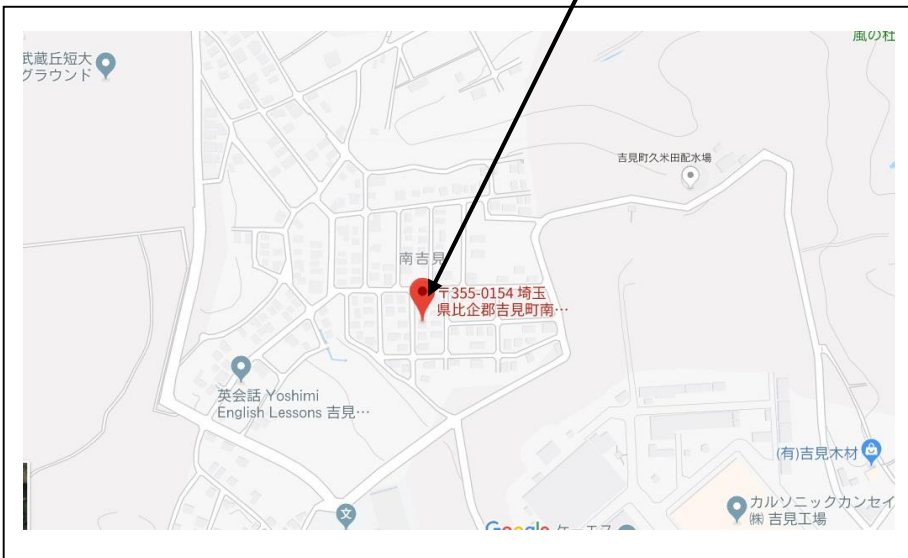 風の杜
武蔵丘短大
グラウンド
吉見町久米田配水場
南吉見
〒355-0154 埼玉
県比企郡吉見町南…
英会話 Yoshimi
English Lessons 吉見…
(有)吉見木材
カルソニックカンセイ
㈱ 吉見工場
文
Google